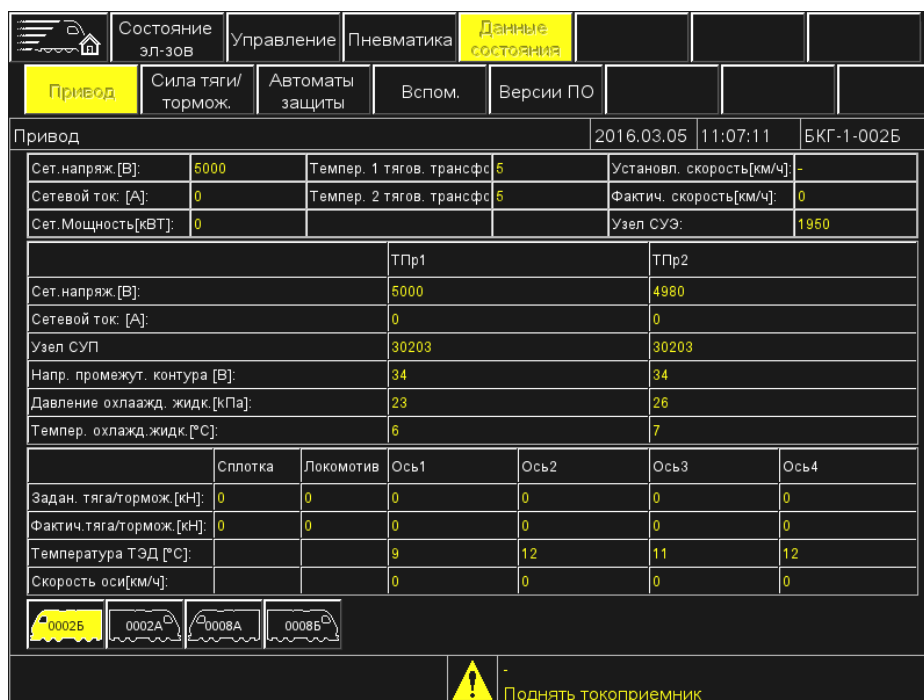 Состояние
эл-зов
Управление
Пневматика
Данные
состояния
Привод
Сила тяги/
тормож.
Автоматы
защиты
Вспом.
Версии ПО
Привод 2016.03.05 11:07:11 БКГ-1-002Б
Сет.напряж.[В]: 5000 Темпер. 1 тягов. трансфо 5 Установл. скорость[км/ч]: -
Сетевой ток: [А]: 0 Темпер. 2 тягов. трансфо 5 Фактич. скорость[км/ч]: 0
Сет.Мощность[кВТ]: 0 Узел СУЭ: 1950
ТПр1 ТПр2
Сет.напряж.[В]: 5000 4980
Сетевой ток: [А]: 0 0
Узел СУП 30203 30203
Напр. промежут. контура [В]: 34 34
Давление охлаажд. жидк.[kПа]: 23 26
Темпер. охлажд.жидк.[°C]: 6 7
Сплотка Локомотив Ось1 Ось2 Ось3 Ось4
Задан. тяга/тормож.[кН]: 0 0 0 0 0 0
Фактич.тяга/тормож.[кН]: 0 0 0 0 0 0
Температура ТЭД [°C]: 9 12 11 12
Скорость оси[км/ч]: 0 0 0 0
0002Б 0002А 0008А 0008Б
-
Поднять токоприемник